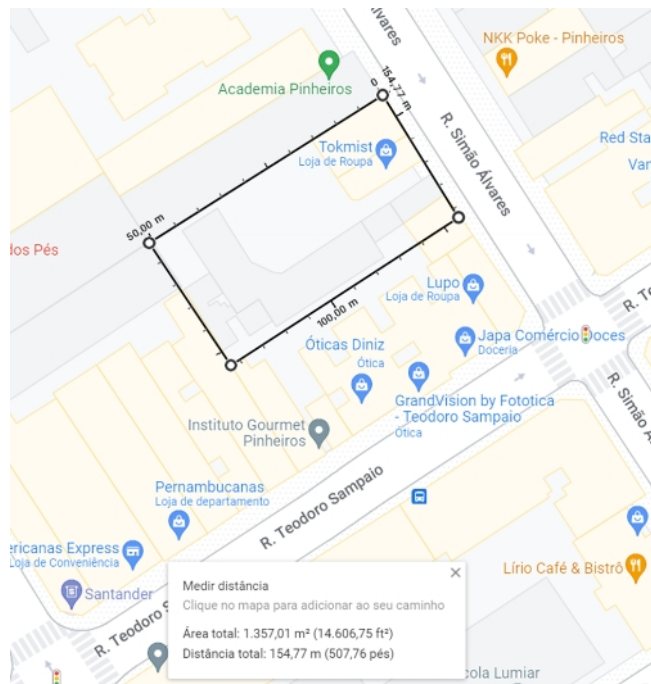 Álvares
NKK Poke - Pinheiros
Academia Pinheiros
0
154,77 m
R. Simão Álvares
Tokmist
Loja de Roupa
Red Sta
Var
50,00 m
dos Pés
Lupo
Loja de Roupa
100,00 m
R. Te
Óticas Diniz
Ótica
Japa Comércio Doces
Doceria
GrandVision by Fototica
- Teodoro Sampaio
Ótica
R. Simão Á
Instituto Gourmet
Pinheiros
R. Teodoro Sampaio
Pernambucanas
Loja de departamento
ericanas Express
Loja de Conveniência
Lírio Café & Bistrô
Santander
R. Teodoro S
Medir distância
Clique no mapa para adicionar ao seu caminho
Área total: 1.357,01 m² (14.606,75 ft²)
Distância total: 154,77 m (507,76 pés)
cola Lumiar